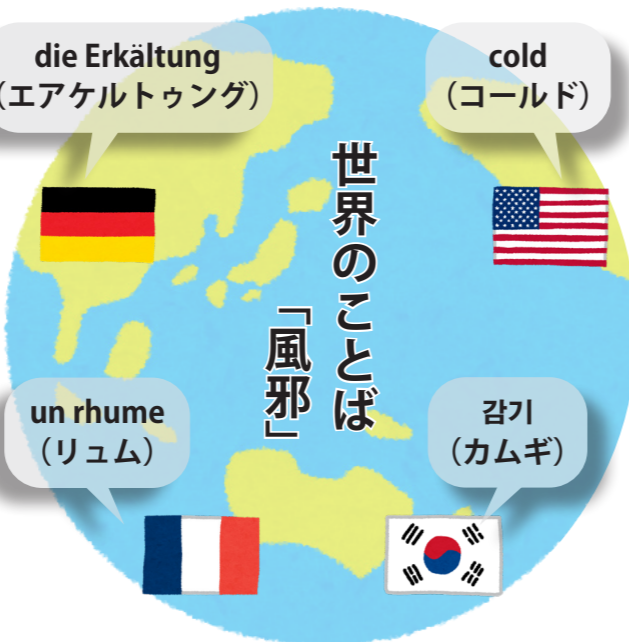 世界のことば
「風邪」
die Erkältung
（エアケルトゥング）
cold
（コールド）
un rhume
（リュム）
감기
（カムギ）